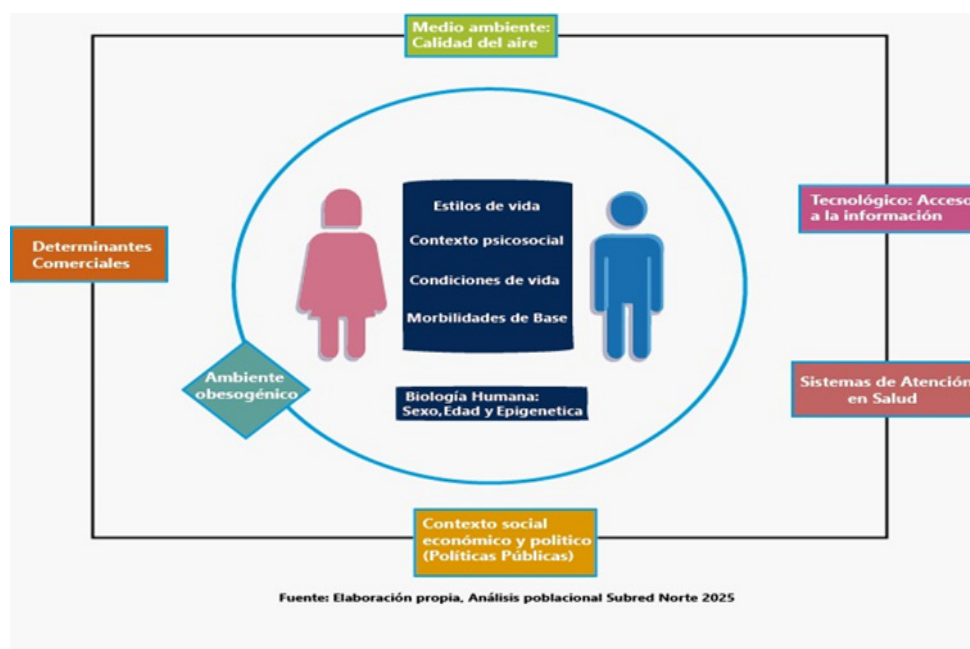 Medio ambiente:
Calidad del aire
Tecnológico: Acceso
a la información
Estilos de vida
Contexto psicosocial
Determinantes
Comerciales
Condiciones de vida
Morbilidades de Base
Ambiente
obesogénico
Sistemas de Atención
en Salud
Biología Humana:
Sexo,Edad y Epigenetica
Contexto social
económico y politito
(Políticas Públicas)
Fuente: Elaboración propia, Análisis poblacional Subred Norte 2025